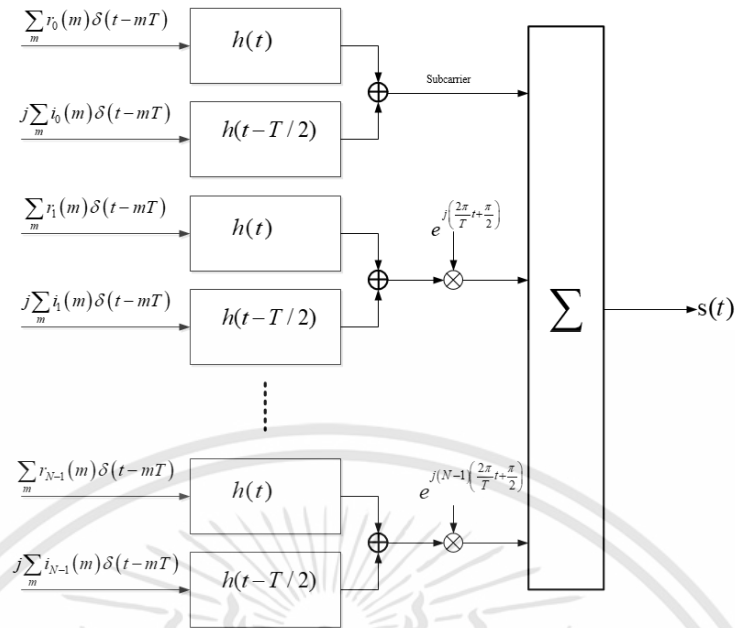 ∑_m r_0(m)δ(t−mT)
h(t)
Subcarrier
j∑_m i_0(m)δ(t−mT)
h(t−T/2)
∑_m r_1(m)δ(t−mT)
h(t)
e^{j(2π/T t+π/2)}
j∑_m i_1(m)δ(t−mT)
h(t−T/2)
∑
s(t)
∑_m r_{N−1}(m)δ(t−mT)
h(t)
e^{j(N−1)(2π/T t+π/2)}
j∑_m i_{N−1}(m)δ(t−mT)
h(t−T/2)